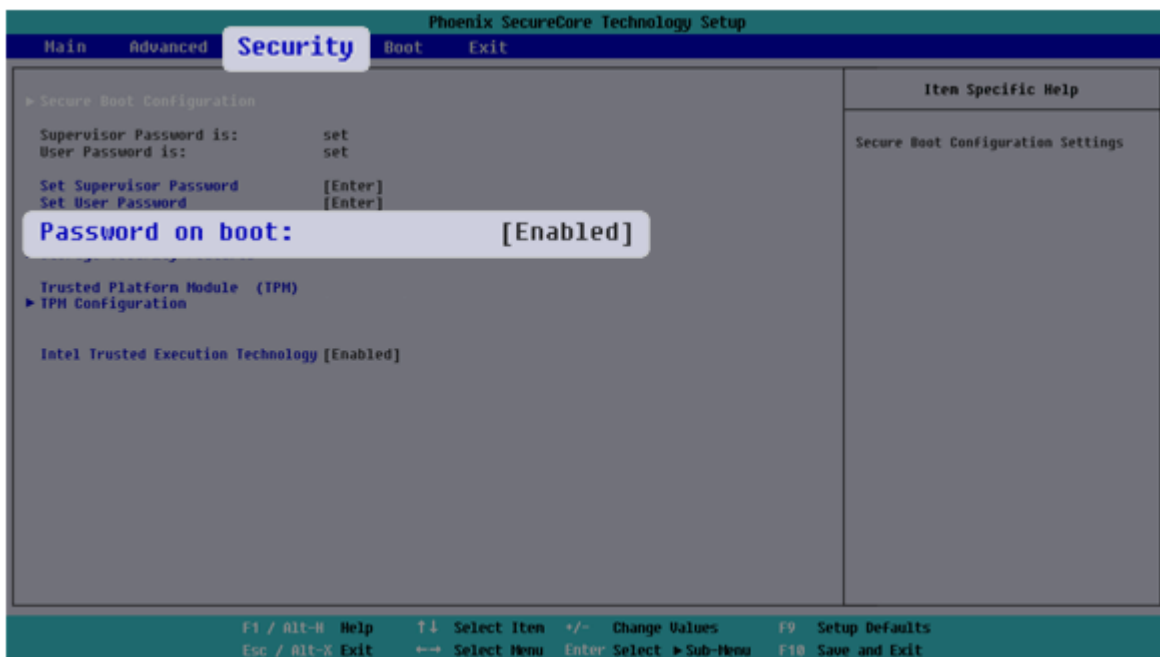 Phoenix SecureCore Technology Setup
Main Advanced Security Boot Exit
▶ Secure Boot Configuration
Supervisor Password is: set
User Password is: set
Set Supervisor Password [Enter]
Set User Password [Enter]
Password on boot: [Enabled]
Trusted Platform Module (TPM)
▶ TPM Configuration
Intel Trusted Execution Technology [Enabled]
Item Specific Help
Secure Boot Configuration Settings
F1 / Alt-H Help ↑↓ Select Item +/- Change Values F9 Setup Defaults
Esc / Alt-X Exit ←→ Select Menu Enter Select ▶ Sub-Menu F10 Save and Exit